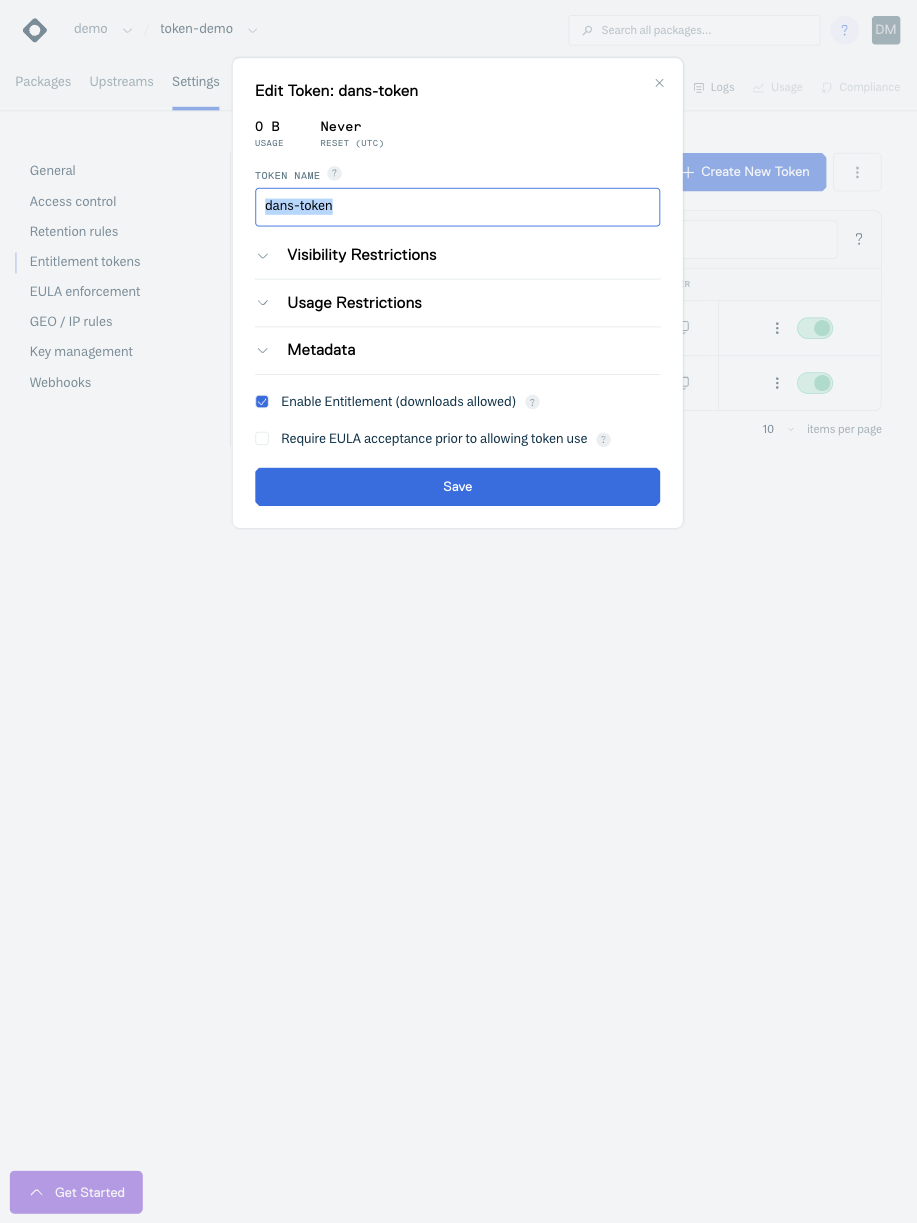 demo / token-demo
Search all packages...
?
DM
Packages
Upstreams
Settings
Logs
Usage
Compliance
General
Access control
Retention rules
Entitlement tokens
EULA enforcement
GEO / IP rules
Key management
Webhooks
Edit Token: dans-token
0 B
Never
USAGE
RESET (UTC)
TOKEN NAME ?
dans-token
Visibility Restrictions
Usage Restrictions
Metadata
Enable Entitlement (downloads allowed) ?
Require EULA acceptance prior to allowing token use ?
Save
Create New Token
?
10
items per page
Get Started